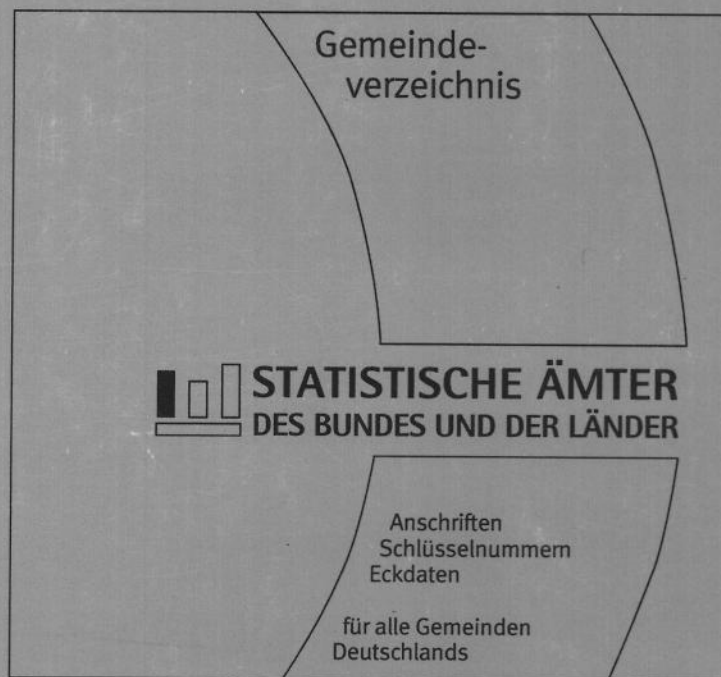 Gemeinde-
verzeichnis
STATISTISCHE ÄMTER
DES BUNDES UND DER LÄNDER
Anschriften
Schlüsselnummern
Eckdaten
für alle Gemeinden
Deutschlands